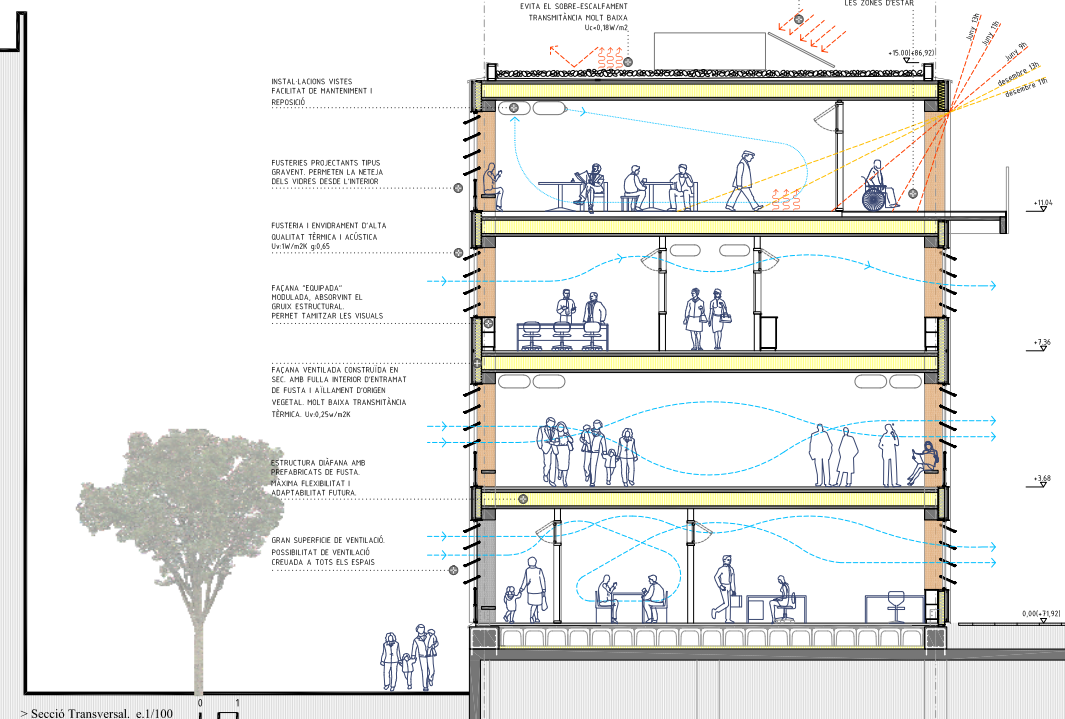 EVITA EL SOBRE-ESCALFAMENT
TRANSMITÀNCIA MOLT BAIXA
Uc=0,18W/m2
LES ZONES D'ESTAR
+15.00(+86,92)
juny 13h
juny 11h
juny 9h
desembre 13h
desembre 11h
INSTAL·LACIONS VISTES
FACILITAT DE MANTENIMENT I
REPOSICIÓ
FUSTERIES PROJECTANTS TIPUS
GRAVENT. PERMETEN LA NETEJA
DELS VIDRES DESDE L'INTERIOR
+11.04
FUSTERIA I ENVIDRAMENT D'ALTA
QUALITAT TÈRMICA I ACÚSTICA
Uv:1W/m2K g:0,65
FAÇANA "EQUIPADA"
MODULADA, ABSORVINT EL
GRUIX ESTRUCTURAL.
PERMET TAMITZAR LES VISUALS
+7,36
FAÇANA VENTILADA CONSTRUÏDA EN
SEC. AMB FULLA INTERIOR D'ENTRAMAT
DE FUSTA I AÏLLAMENT D'ORIGEN
VEGETAL. MOLT BAIXA TRANSMITÀNCIA
TÈRMICA. Uv:0,25w/m2K
ESTRUCTURA DIÀFANA AMB
PREFABRICATS DE FUSTA.
MÀXIMA FLEXIBILITAT I
ADAPTABILITAT FUTURA.
+3,68
GRAN SUPERFICIE DE VENTILACIÓ.
POSSIBILITAT DE VENTILACIÓ
CREUADA A TOTS ELS ESPAIS
0,00(+71,92)
0 1
> Secció Transversal. e.1/100